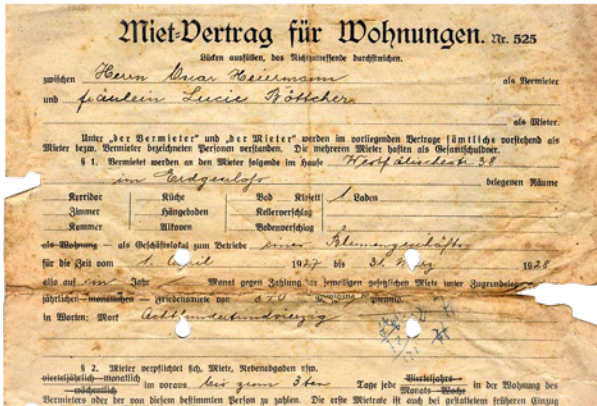 Miet-Vertrag für Wohnungen. Nr. 525
Lücken ausfüllen, das Nichtzutreffende durchstreichen.
zwischen Herrn Oscar Heiermann als Vermieter
und Fräulein Lucie Böttcher
als Mieter.
Unter „der Vermieter" und „der Mieter" werden im vorliegenden Vertrage sämtliche vorstehend als
Mieter bezw. Vermieter bezeichneten Personen verstanden. Die mehreren Mieter haften als Gesamtschuldner.
§ 1. Vermietet werden an den Mieter folgende im Hause Westfälischestr. 38
im Erdgeschoß belegenen Räume
Korridor Küche Bad Klosett 1 Laden
Zimmer Hängeboden Kellerverschlag
Kammer Alkoven Bodenverschlag
als Wohnung — als Geschäftslokal zum Betriebe eines Blumengeschäfts
für die Zeit vom 1. April 1927 bis 31. März 1928
also auf ein Jahr Monat gegen Zahlung der jeweiligen gesetzlichen Miete unter Zugrundelegung
jährlichen — monatlichen — Friedensmiete von Pfennig.
in Worten: Mark Achthundertundvierzig
§ 2. Mieter verpflichtet sich, Miete, Nebenabgaben usw.
vierteljährlich monatlich
wöchentlich im voraus bis zum 3ten Tage jeden Vierteljahrs
Monats Woche in der Wohnung des
Vermieters oder der von diesem bestimmten Person zu zahlen. Die erste Mietrate ist auch bei gestattetem früheren Einzug